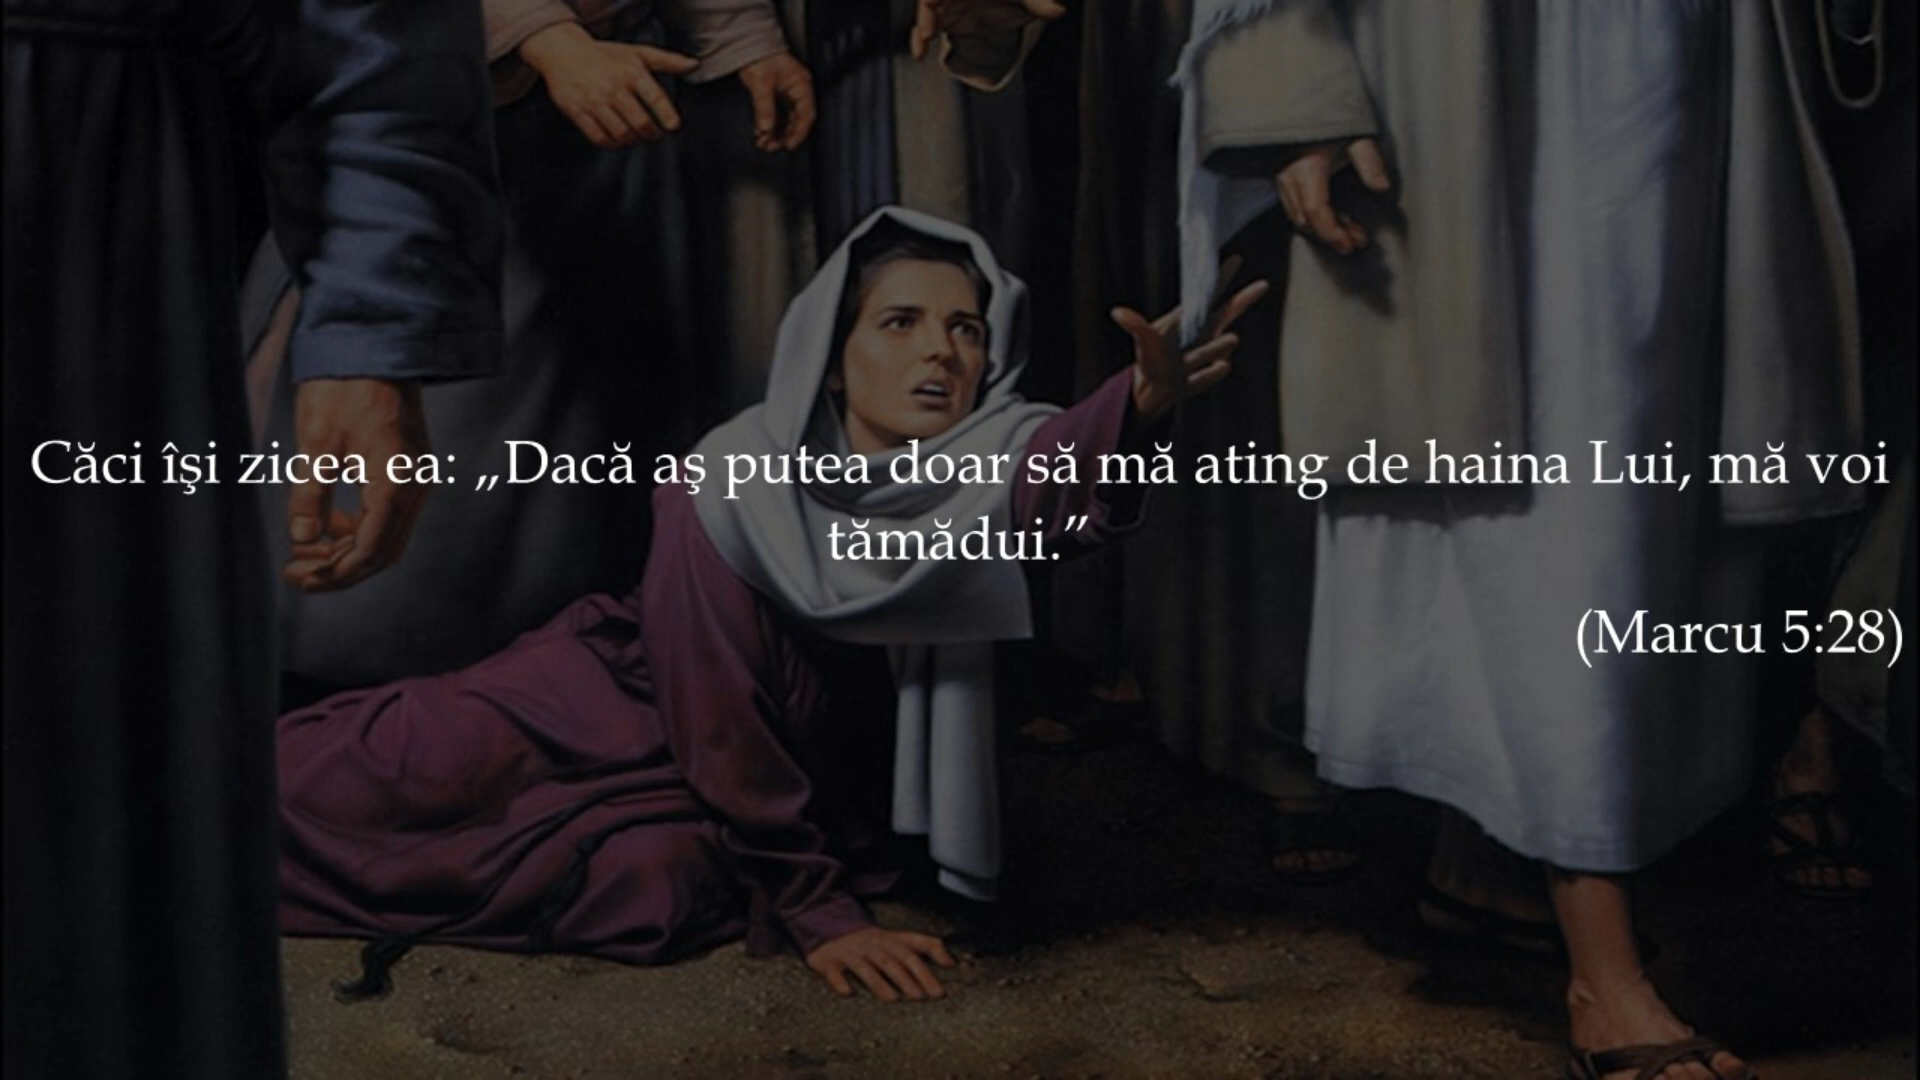 Căci îşi zicea ea: „Dacă aş putea doar să mă ating de haina Lui, mă voi
tămădui.”
(Marcu 5:28)